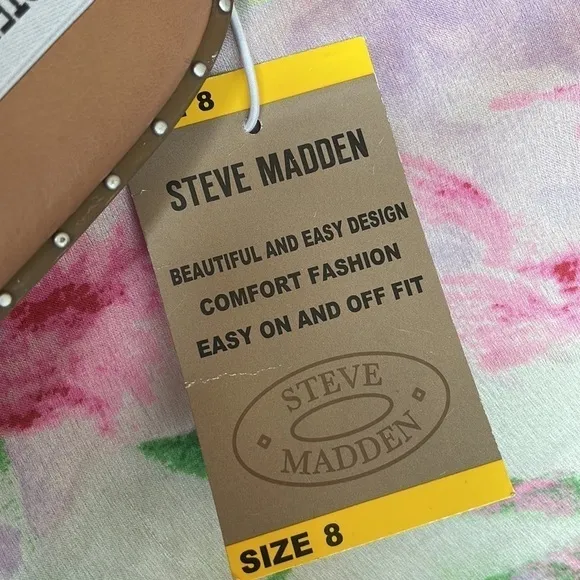 8
STEVE MADDEN
BEAUTIFUL AND EASY DESIGN
COMFORT FASHION
EASY ON AND OFF FIT
STEVE
MADDEN
SIZE 8